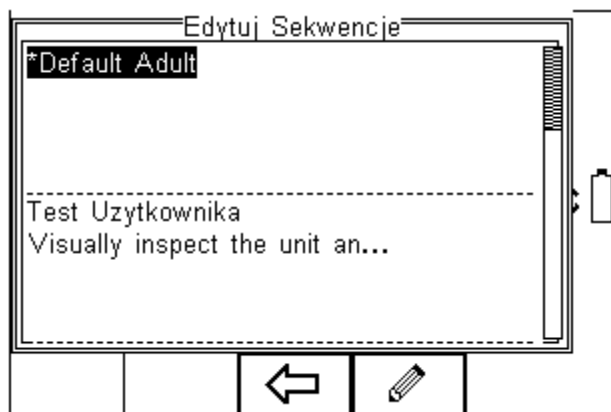 Edytuj Sekwencje
*Default Adult
Test Uzytkownika
Visually inspect the unit an...